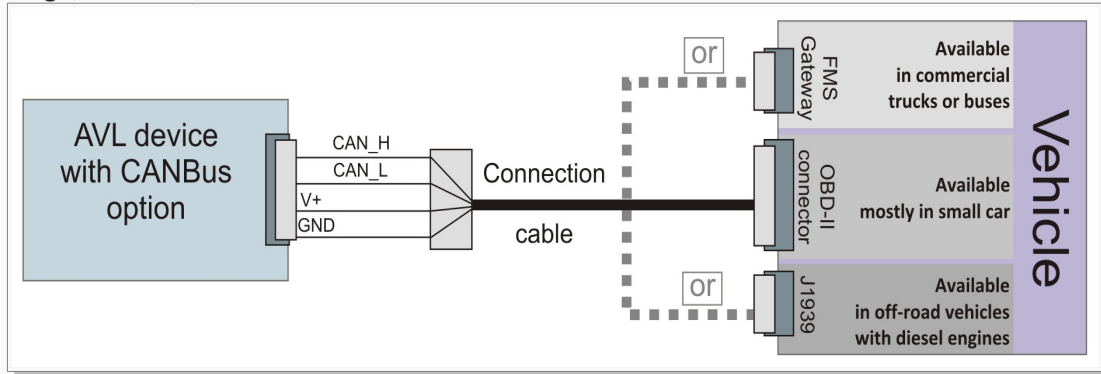 AVL device
with CANBus
option
CAN_H
CAN_L
V+
GND
Connection
cable
or
or
FMS
Gateway
Available
in commercial
trucks or buses
OBD-II
connector
Available
mostly in small car
J1939
Available
in off-road vehicles
with diesel engines
Vehicle